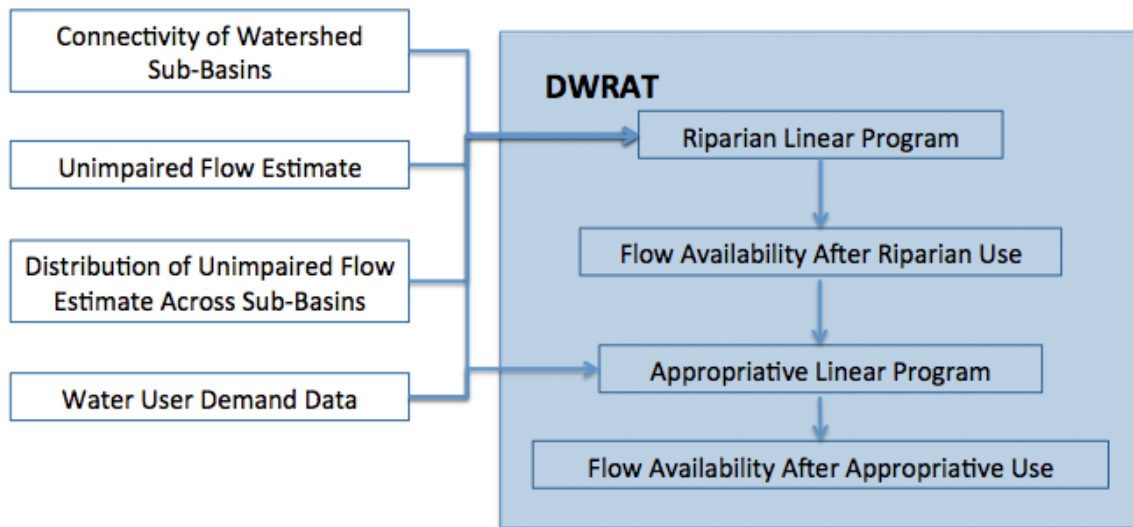 Connectivity of Watershed
Sub-Basins
Unimpaired Flow Estimate
Distribution of Unimpaired Flow
Estimate Across Sub-Basins
Water User Demand Data
DWRAT
Riparian Linear Program
Flow Availability After Riparian Use
Appropriative Linear Program
Flow Availability After Appropriative Use